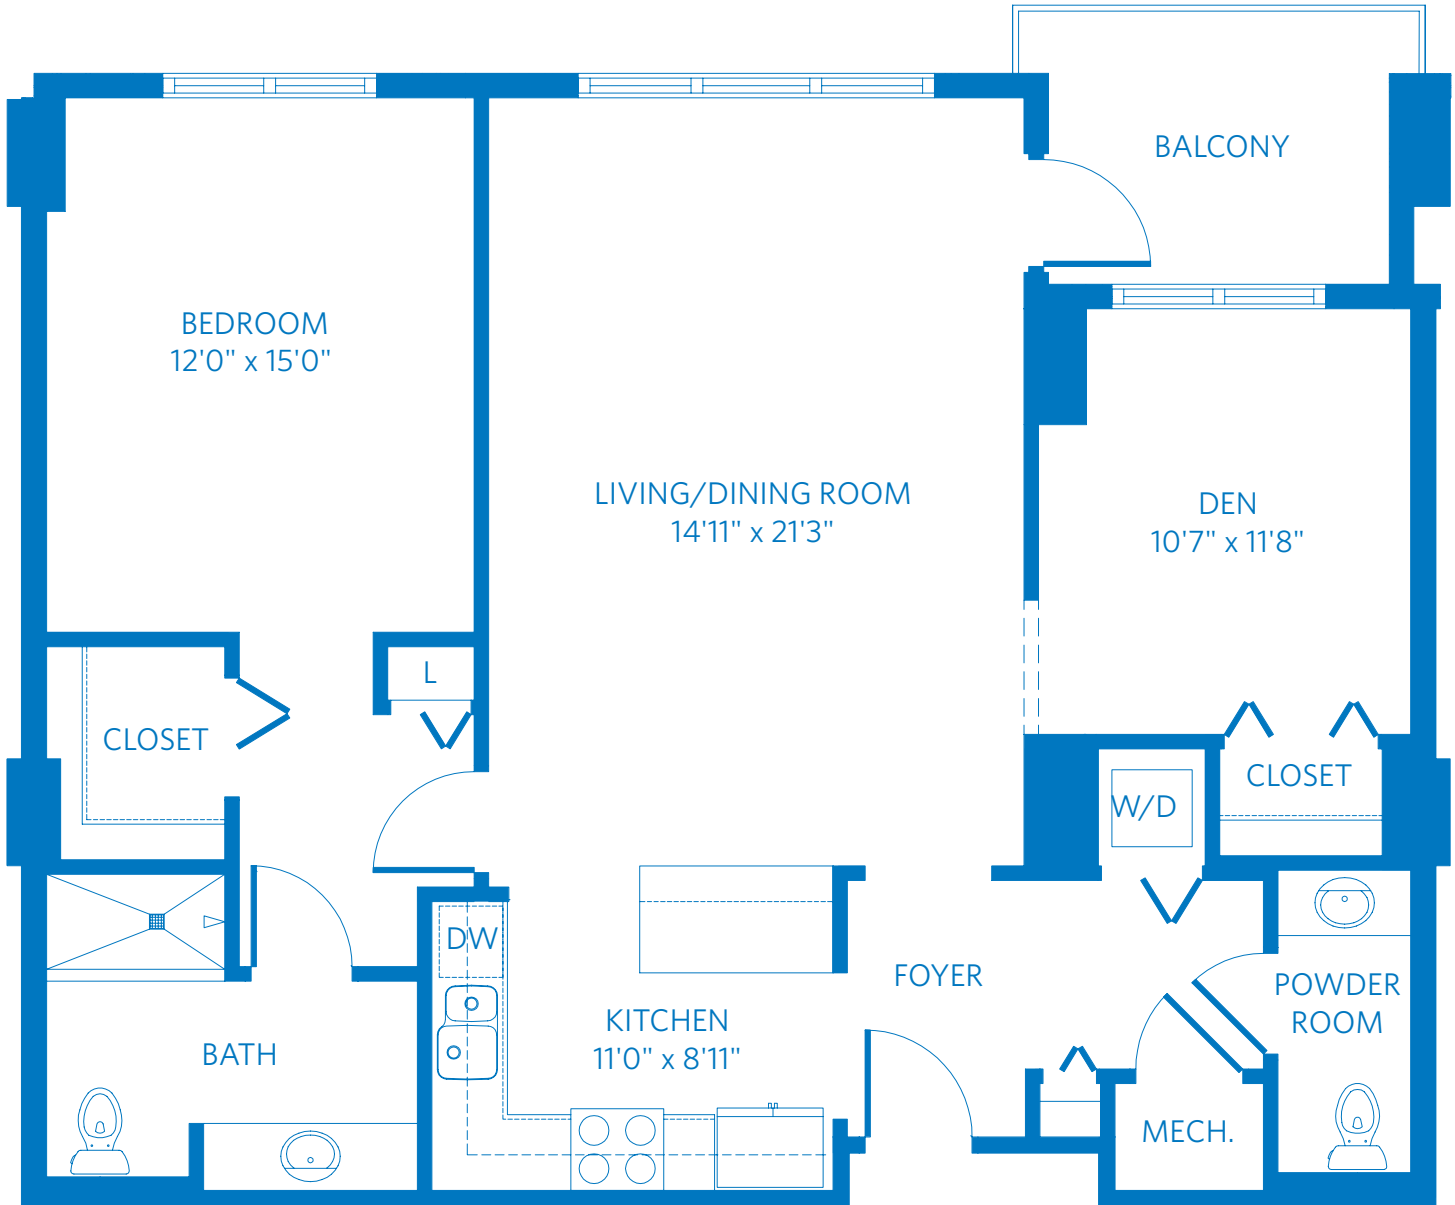 BALCONY
BEDROOM
12'0" x 15'0"
LIVING/DINING ROOM
14'11" x 21'3"
DEN
10'7" x 11'8"
L
CLOSET
CLOSET
W/D
DW
FOYER
POWDER
ROOM
KITCHEN
11'0" x 8'11"
BATH
MECH.